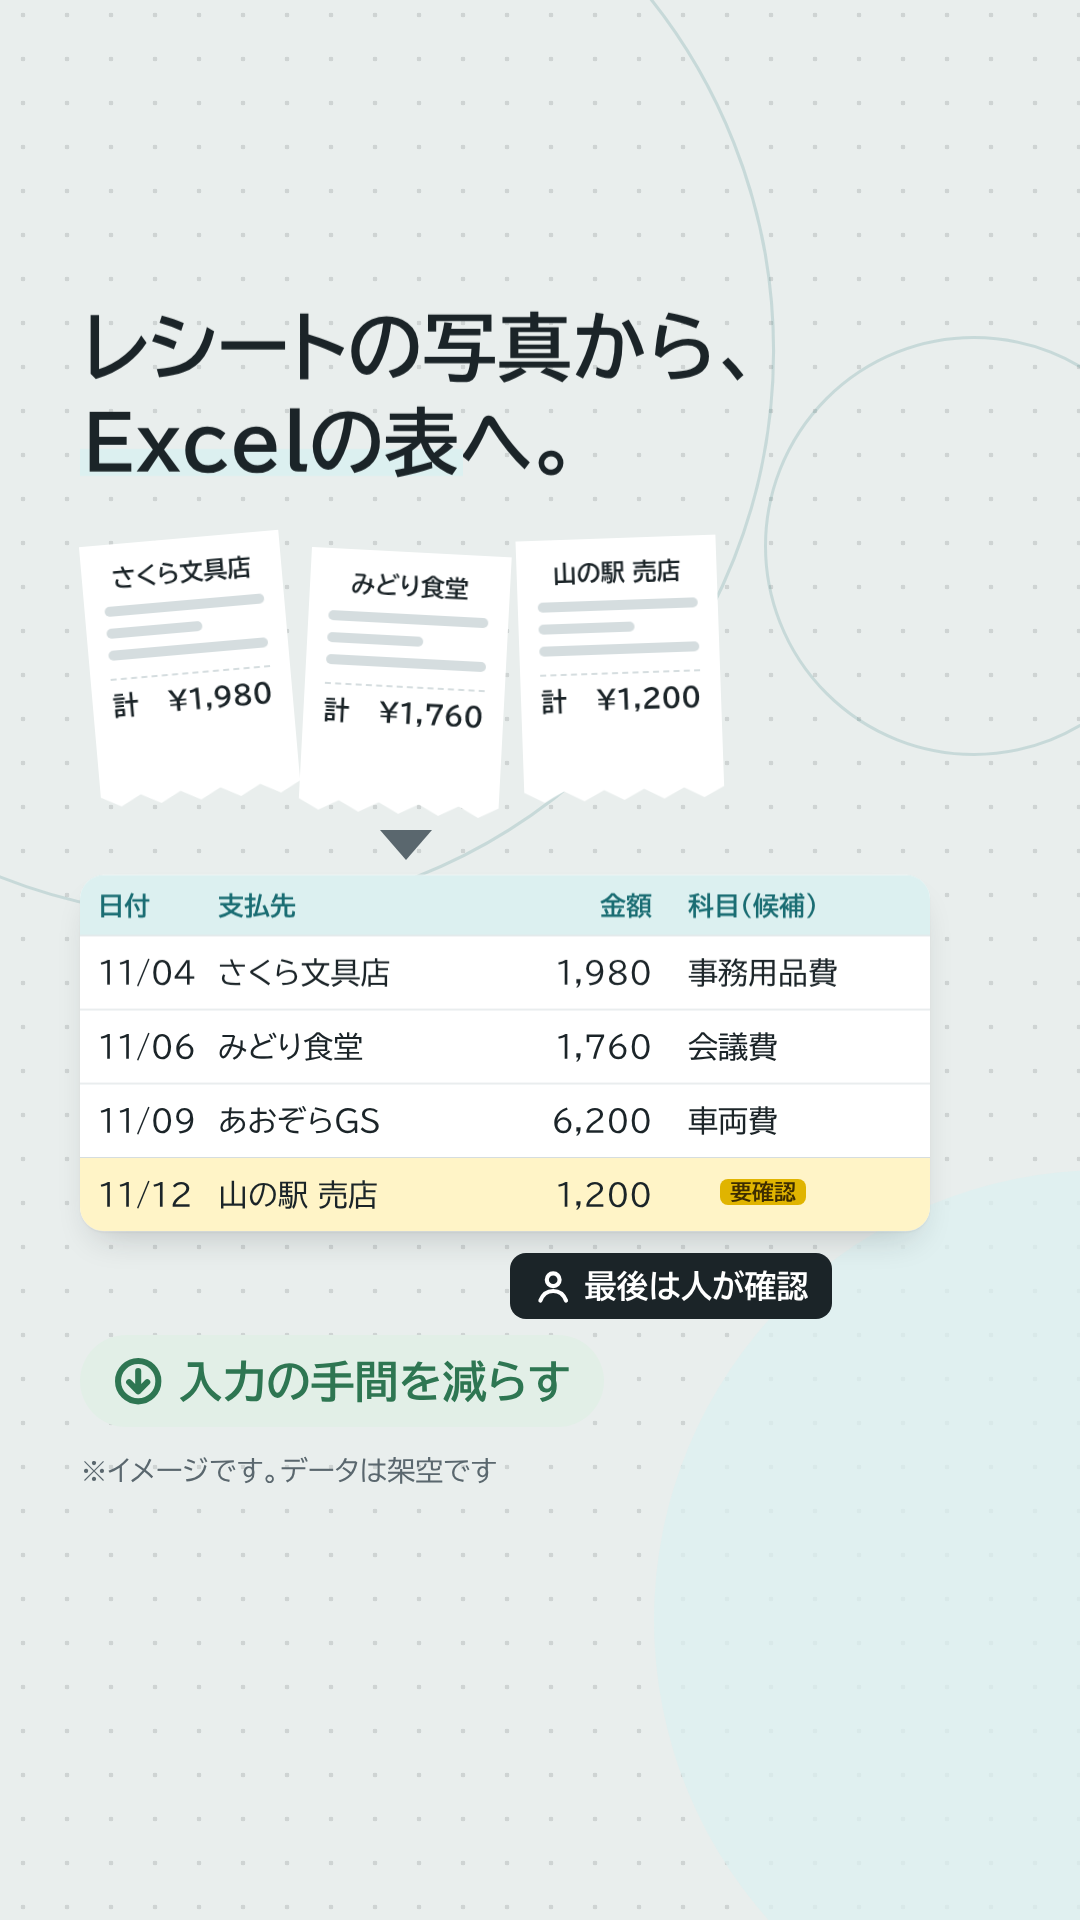 レシートの写真から、
Excelの表へ。
さくら文具店
計 ¥1,980
みどり食堂
計 ¥1,760
山の駅 売店
計 ¥1,200
日付 支払先 金額 科目(候補)
11/04 さくら文具店 1,980 事務用品費
11/06 みどり食堂 1,760 会議費
11/09 あおぞらGS 6,200 車両費
11/12 山の駅 売店 1,200 要確認
最後は人が確認
入力の手間を減らす
※イメージです。データは架空です